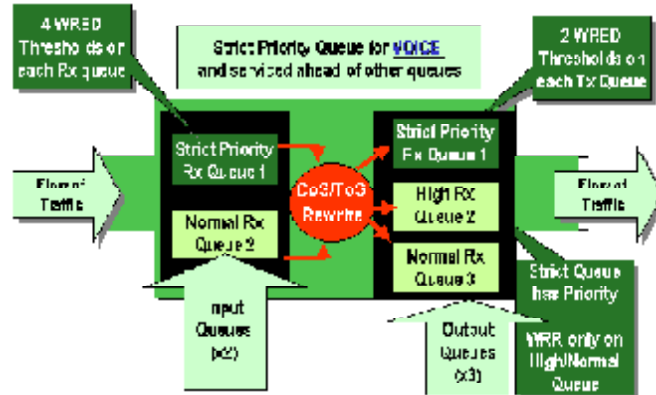 4 WRED
Thresholds on
each Rx queue
Strict Priority Queue for VOICE
and serviced ahead of other queues
2 WRED
Thresholds on
each Tx Queue
Strict Priority
Rx Queue 1
Normal Rx
Queue 2
CoS/ToS
Rewrite
Strict Priority
Rx Queue 1
High Rx
Queue 2
Normal Rx
Queue 3
Flow of
Traffic
Flow of
Traffic
Input
Queues
(x2)
Output
Queues
(x3)
Strict Queue
has Priority
WRR only on
High/Normal
Queue